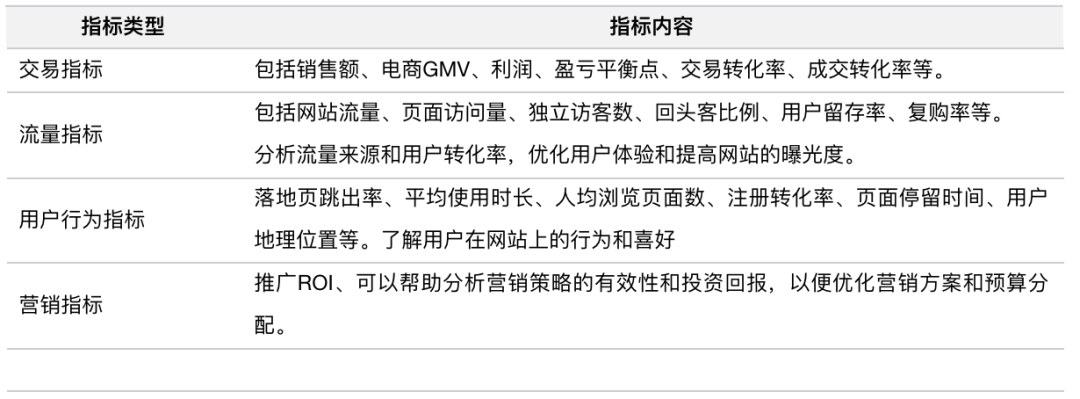 指标类型 指标内容
交易指标 包括销售额、电商GMV、利润、盈亏平衡点、交易转化率、成交转化率等。
流量指标
包括网站流量、页面访问量、独立访客数、回头客比例、用户留存率、复购率等。
分析流量来源和用户转化率，优化用户体验和提高网站的曝光度。
用户行为指标
落地页跳出率、平均使用时长、人均浏览页面数、注册转化率、页面停留时间、用户
地理位置等。了解用户在网站上的行为和喜好
营销指标
推广ROI、可以帮助分析营销策略的有效性和投资回报，以便优化营销方案和预算分
配。